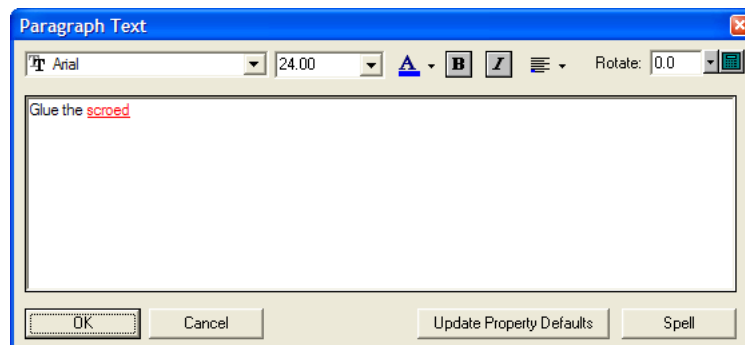 Paragraph Text
Arial 24.00 A B I Rotate: 0.0
Glue the scroed
OK Cancel Update Property Defaults Spell